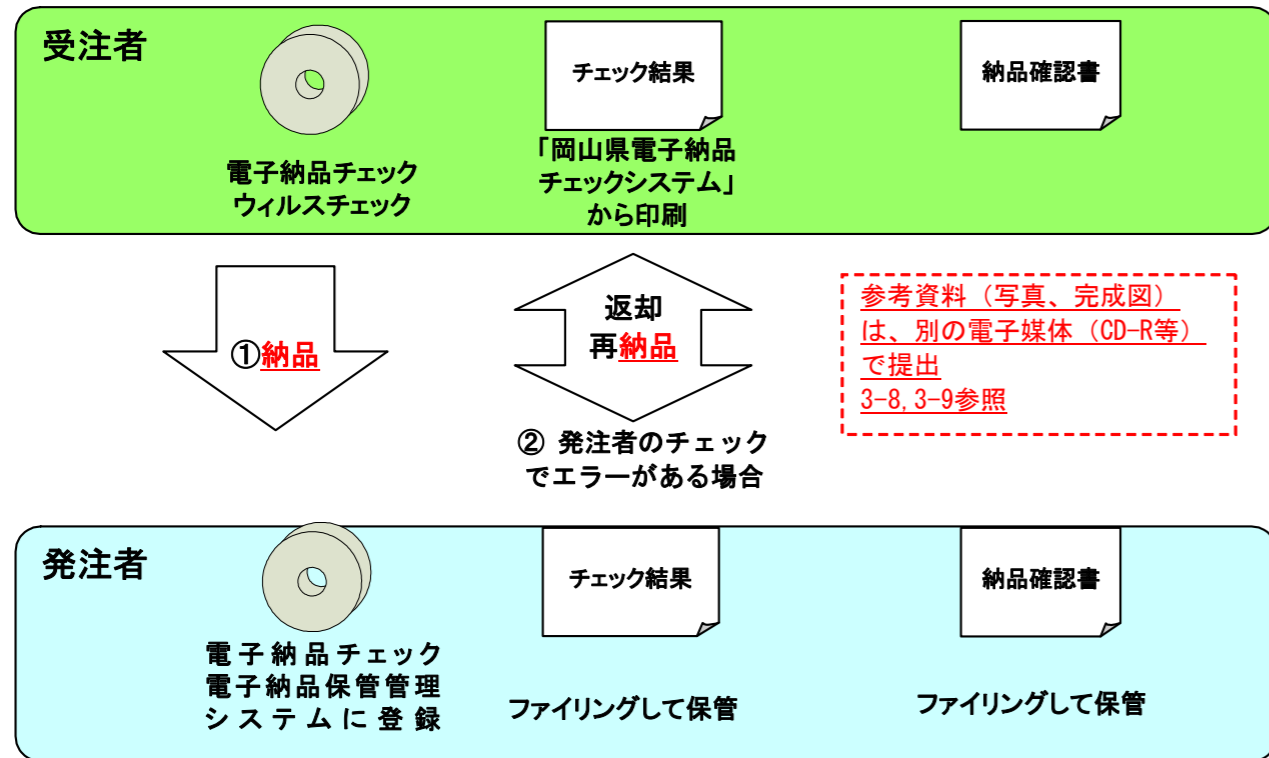 受注者
チェック結果
納品確認書
電子納品チェック
ウィルスチェック
「岡山県電子納品
チェックシステム」
から印刷
①納品
返却
再納品
② 発注者のチェック
でエラーがある場合
参考資料（写真、完成図）
は、別の電子媒体（CD-R等）
で提出
3-8,3-9参照
発注者
チェック結果
納品確認書
電子納品チェック
電子納品保管管理
システムに登録
ファイリングして保管
ファイリングして保管